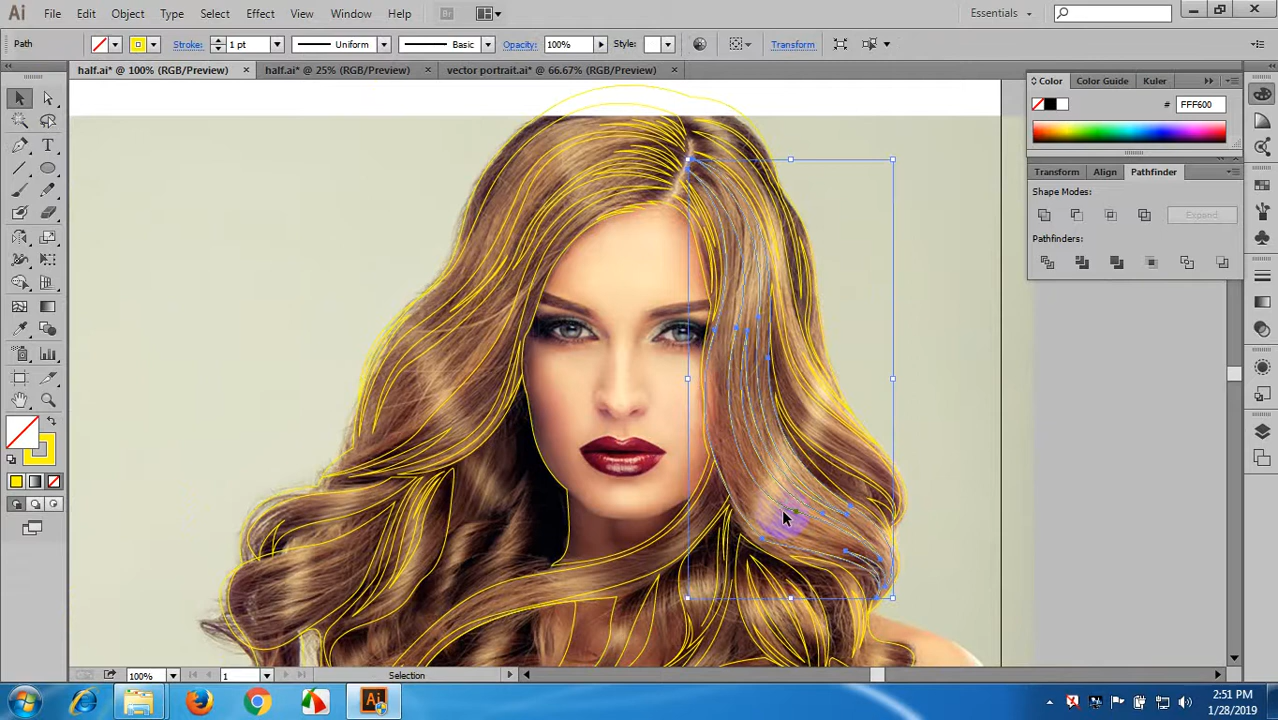 Ai File Edit Object Type Select Effect View Window Help Br Essentials
Path Stroke: 1 pt Uniform Basic Opacity: 100% Style: Transform
half.ai* @ 100% (RGB/Preview) × half.ai* @ 25% (RGB/Preview) × vector portrait.ai* @ 66.67% (RGB/Preview) ×
Color Color Guide Kuler
# FFF600
Transform Align Pathfinder
Shape Modes:
Expand
Pathfinders:
100% 1 Selection
Ai 2:51 PM
1/28/2019